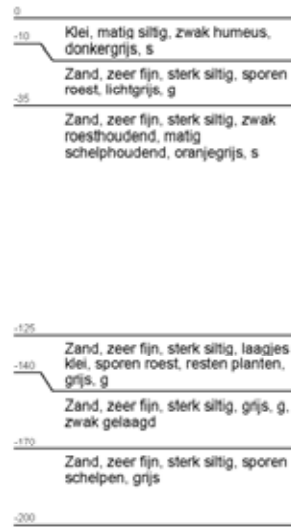 0
Klei, matig siltig, zwak humeus,
donkergrijs, s
-10
Zand, zeer fijn, sterk siltig, sporen
roest, lichtgrijs, g
-35
Zand, zeer fijn, sterk siltig, zwak
roesthoudend, matig
schelphoudend, oranjegrijs, s
-125
Zand, zeer fijn, sterk siltig, laagjes
klei, sporen roest, resten planten,
grijs, g
-140
Zand, zeer fijn, sterk siltig, grijs, g,
zwak gelaagd
-170
Zand, zeer fijn, sterk siltig, sporen
schelpen, grijs
-200